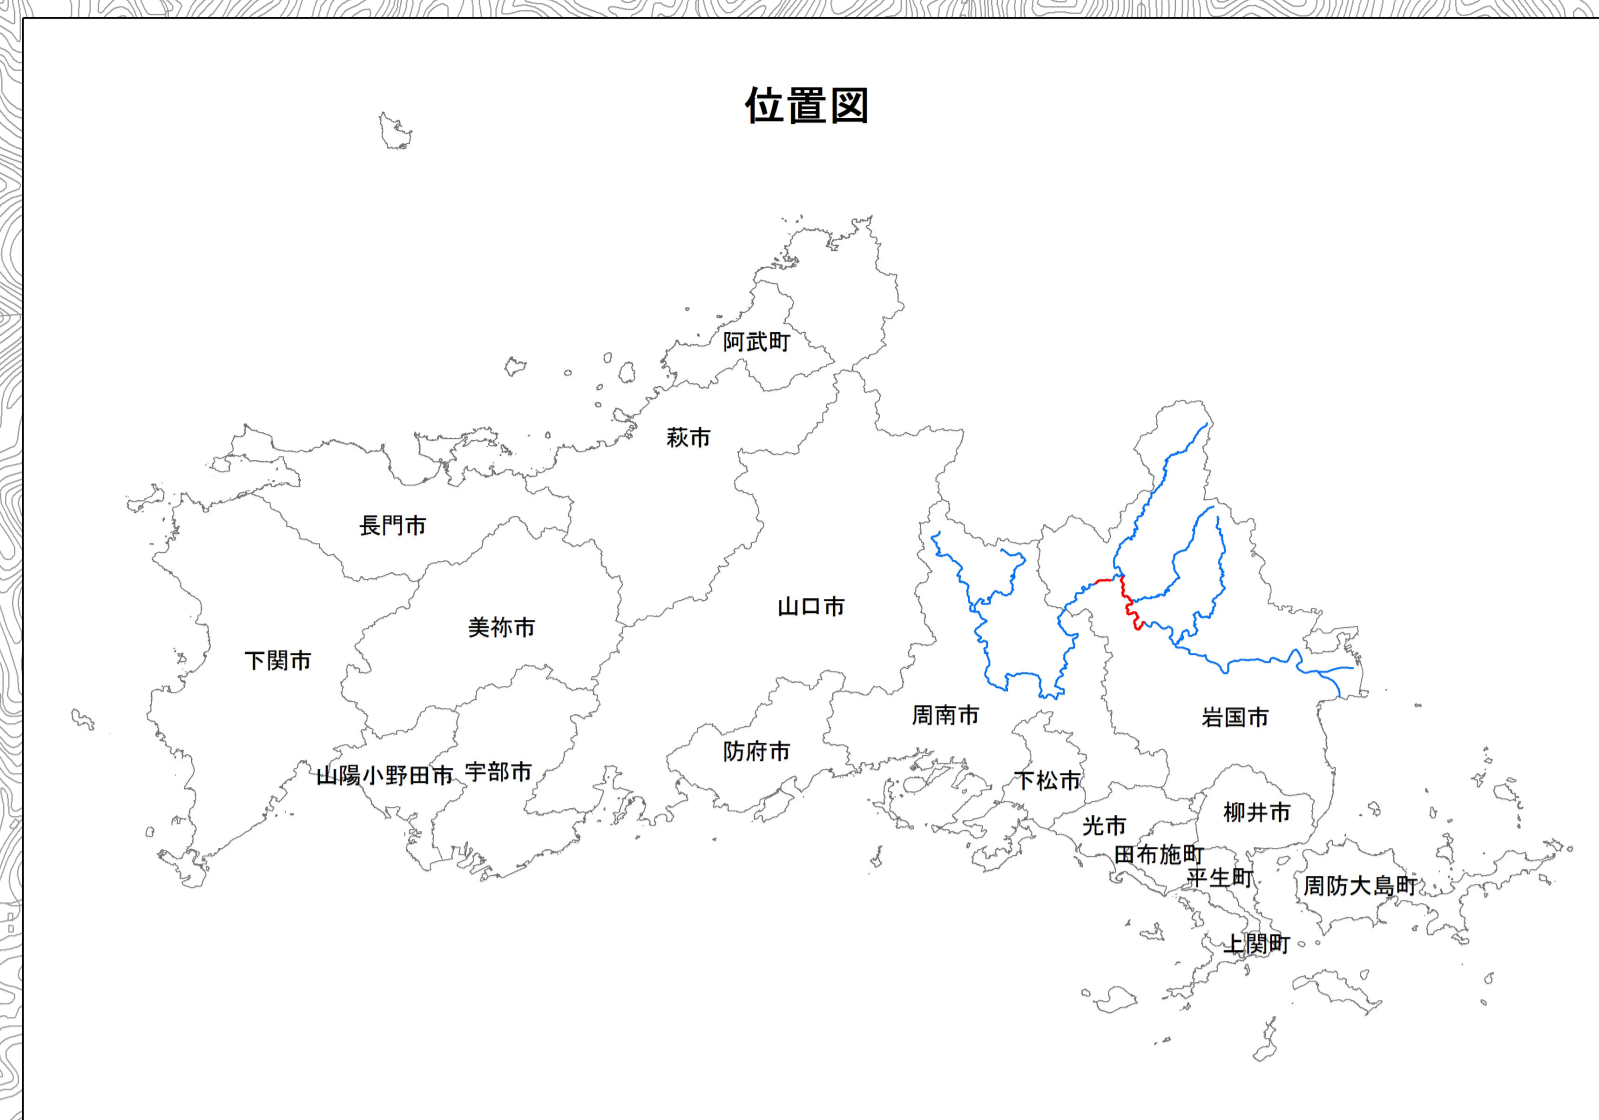 位置図
阿武町
萩市
長門市
山口市
美祢市
下関市
周南市
岩国市
防府市
山陽小野田市
宇部市
下松市
柳井市
光市
田布施町
平生町
周防大島町
上関町